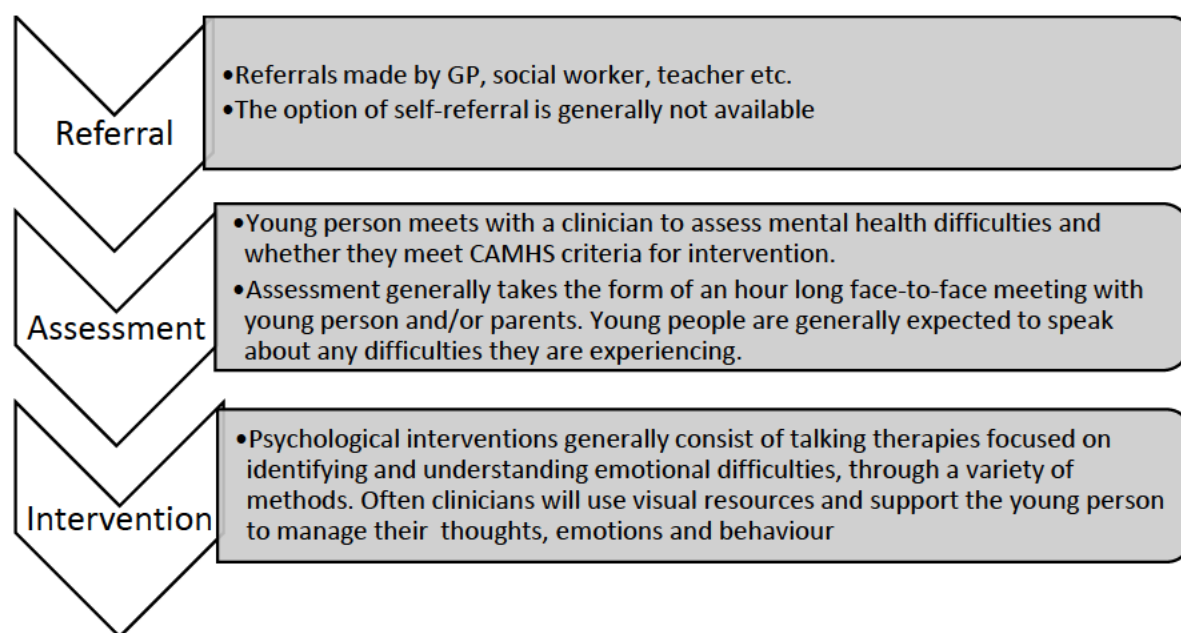 Referral
•Referrals made by GP, social worker, teacher etc.
•The option of self-referral is generally not available
Assessment
•Young person meets with a clinician to assess mental health difficulties and
whether they meet CAMHS criteria for intervention.
•Assessment generally takes the form of an hour long face-to-face meeting with
young person and/or parents. Young people are generally expected to speak
about any difficulties they are experiencing.
Intervention
•Psychological interventions generally consist of talking therapies focused on
identifying and understanding emotional difficulties, through a variety of
methods. Often clinicians will use visual resources and support the young person
to manage their  thoughts, emotions and behaviour